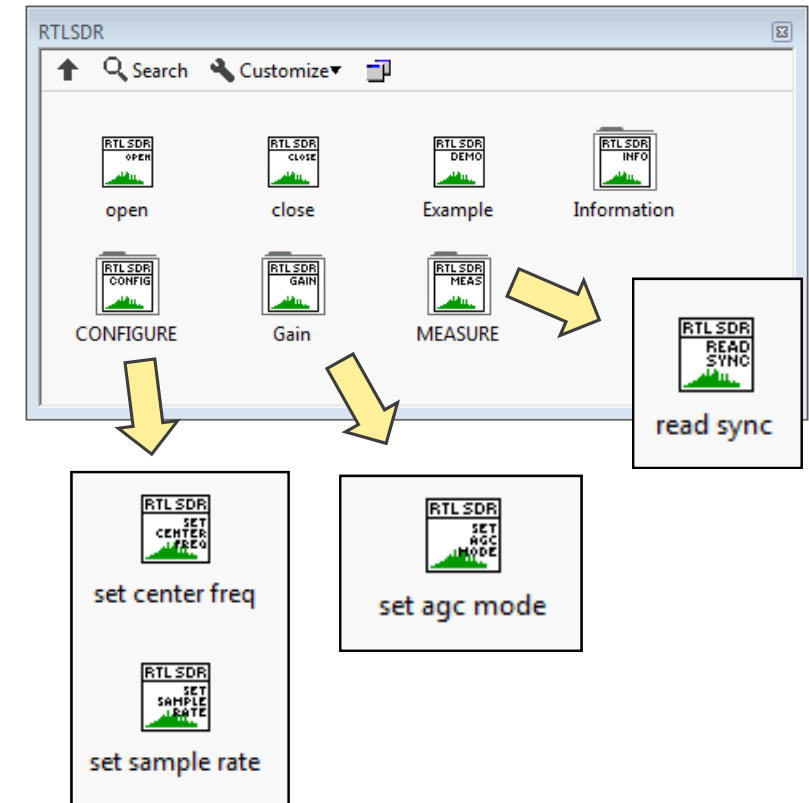 RTLSDR
Search Customize▾
RTL SDR
OPEN
open
RTL SDR
CLOSE
close
RTL SDR
DEMO
Example
RTL SDR
INFO
Information
RTL SDR
CONFIG
CONFIGURE
RTL SDR
GAIN
Gain
RTL SDR
MEAS
MEASURE
RTL SDR
READ
SYNC
read sync
RTL SDR
SET
CENTER
FREQ
set center freq
RTL SDR
SET
SAMPLE
RATE
set sample rate
RTL SDR
SET
AGC
MODE
set agc mode